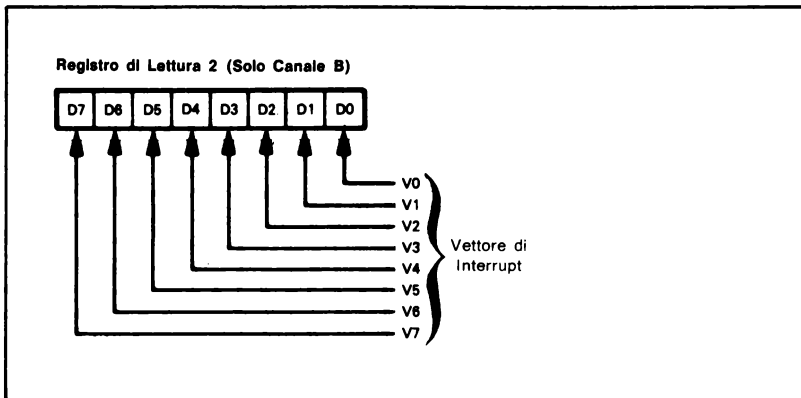 Registro di Lettura 2 (Solo Canale B)
D7 D6 D5 D4 D3 D2 D1 D0
V0
V1
V2
V3
V4
V5
V6
V7
Vettore di
Interrupt